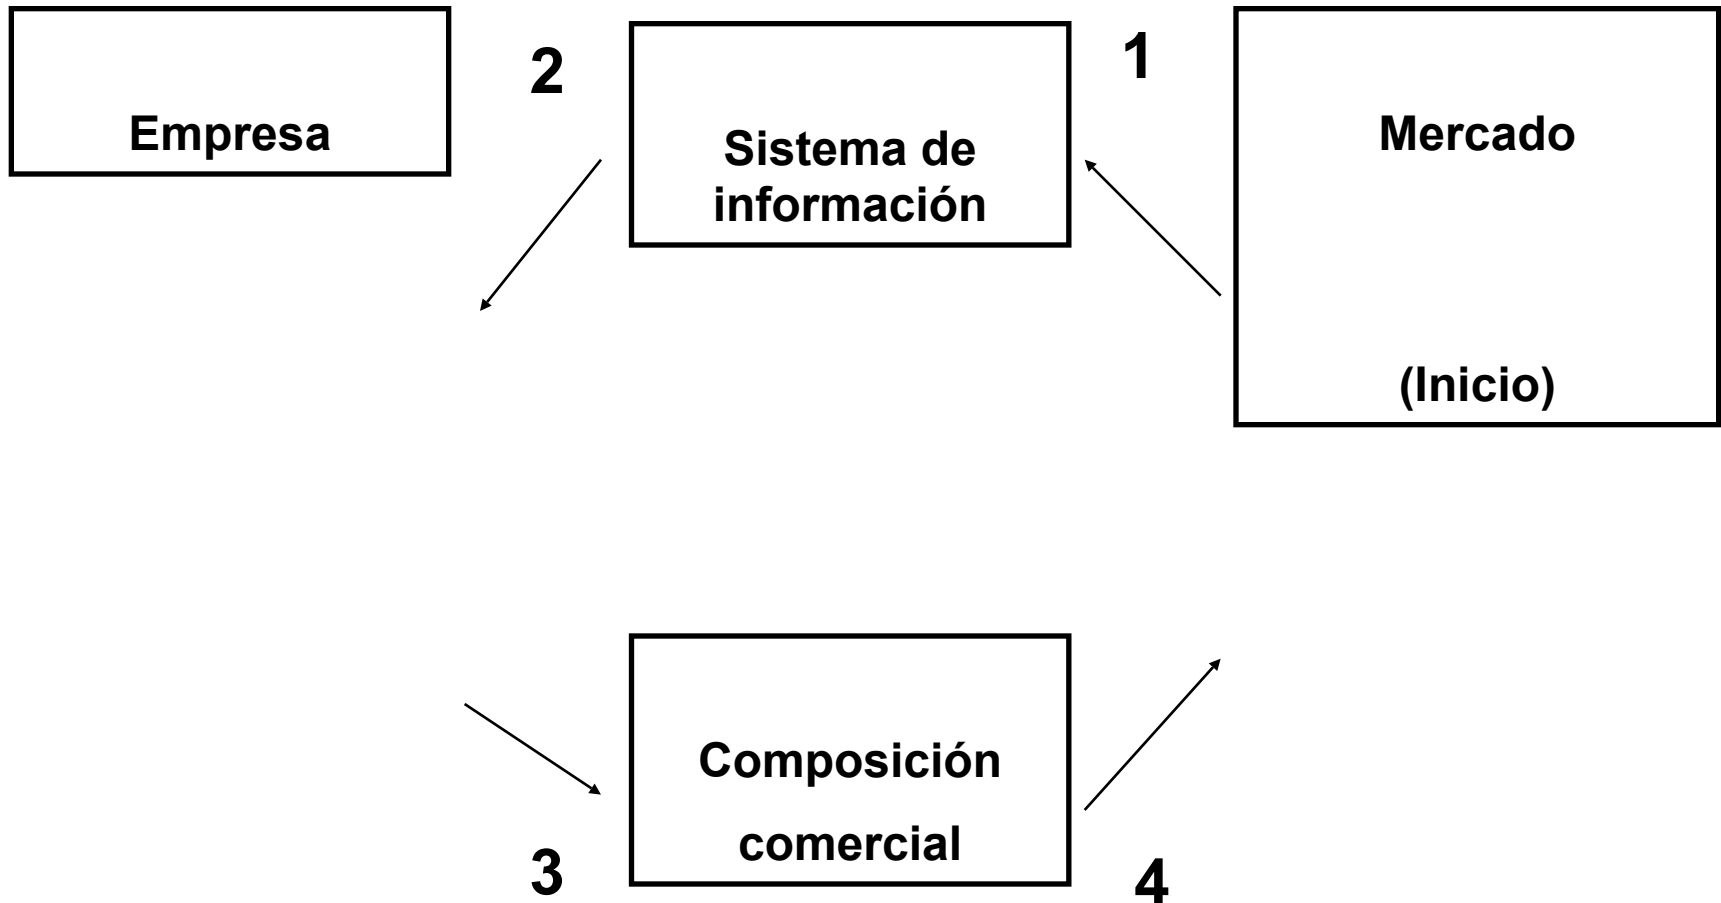 Empresa
2
Sistema de
información
1
Mercado
(Inicio)
Composición
comercial
3
4